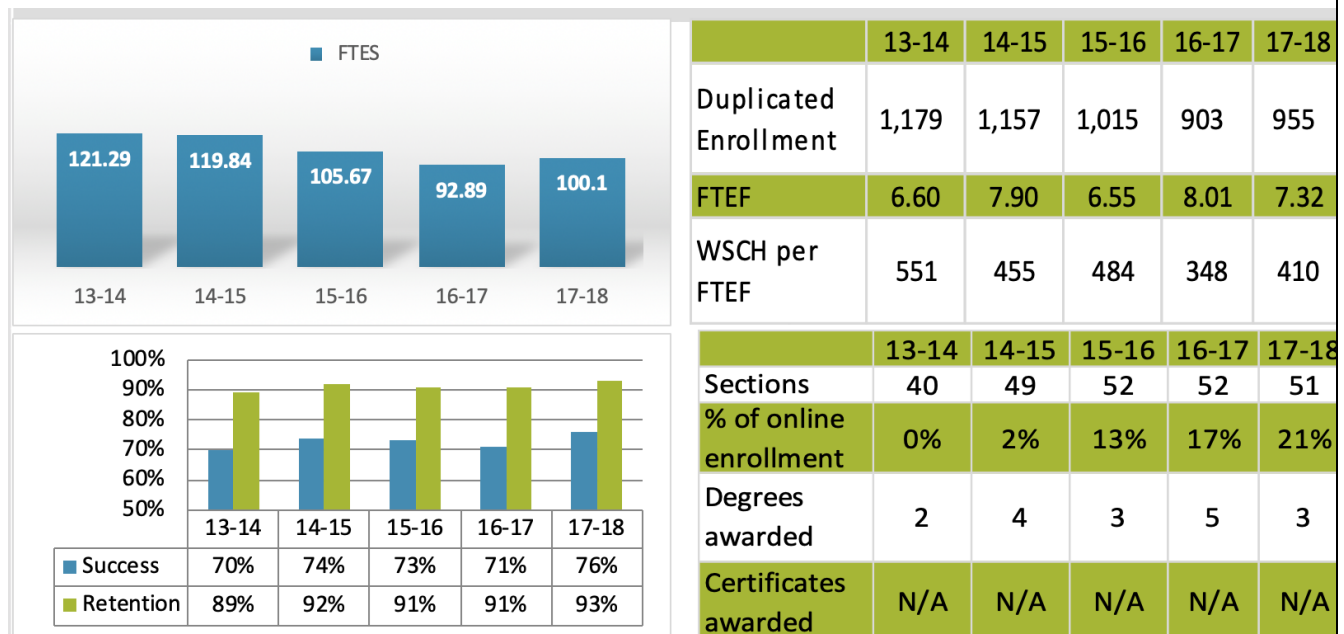 FTES
121.29 119.84 105.67 92.89 100.1
13-14 14-15 15-16 16-17 17-18
13-14 14-15 15-16 16-17 17-18
Duplicated
Enrollment 1,179 1,157 1,015 903 955
FTEF 6.60 7.90 6.55 8.01 7.32
WSCH per
FTEF 551 455 484 348 410
100%
90%
80%
70%
60%
50%
13-14 14-15 15-16 16-17 17-18
Success 70% 74% 73% 71% 76%
Retention 89% 92% 91% 91% 93%
13-14 14-15 15-16 16-17 17-18
Sections 40 49 52 52 51
% of online
enrollment 0% 2% 13% 17% 21%
Degrees
awarded 2 4 3 5 3
Certificates
awarded N/A N/A N/A N/A N/A